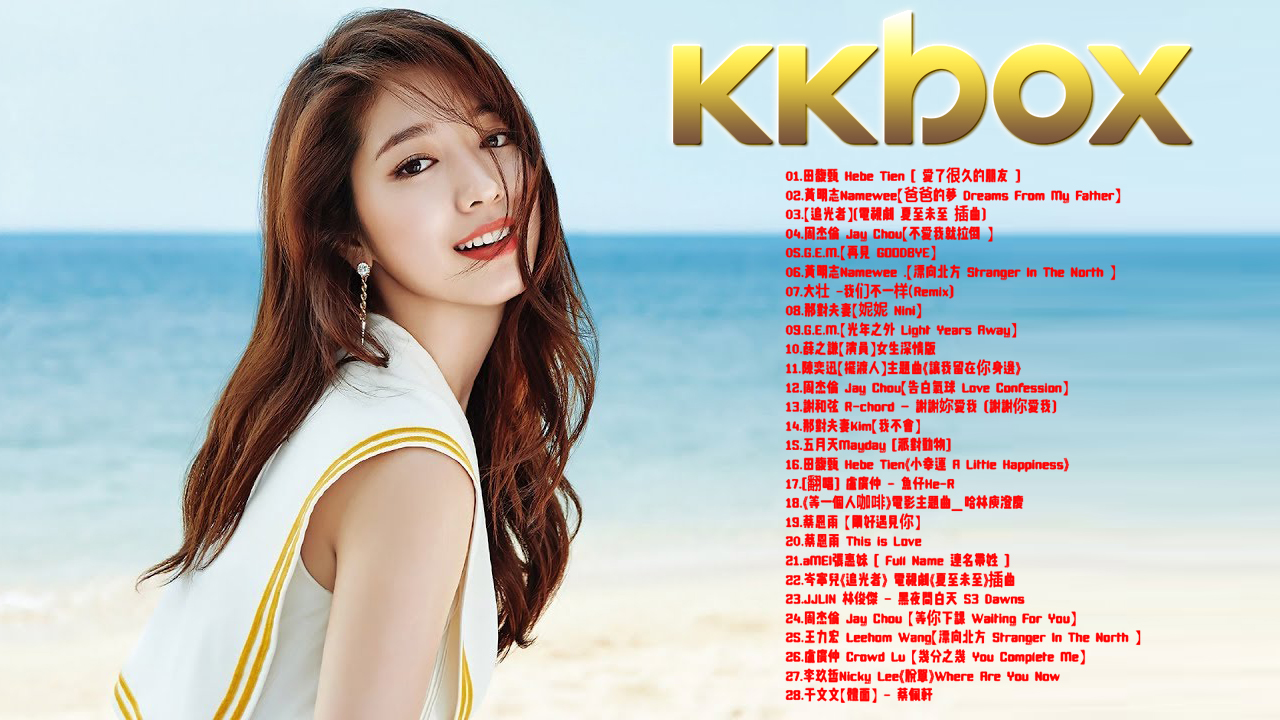 KKBOX
01.田馥甄 Hebe Tien [ 愛了很久的朋友 ]
02.黃明志Namewee【爸爸的夢 Dreams From My Father】
03.【追光者】(電視劇 夏至未至 插曲)
04.周杰倫 Jay Chou【不愛我就拉倒 】
05.G.E.M.【再見 GOODBYE】
06.黃明志Namewee .【漂向北方 Stranger In The North 】
07.大壮 -我们不一样(Remix)
08.那對夫妻【妮妮 Nini】
09.G.E.M.【光年之外 Light Years Away】
10.薛之謙【演員】女生深情版
11.陳奕迅【擺渡人】主題曲《讓我留在你身邊》
12.周杰倫 Jay Chou【告白氣球 Love Confession】
13.謝和弦 R-chord – 謝謝妳愛我 (謝謝你愛我)
14.那對夫妻Kim【我不會】
15.五月天Mayday [派對動物]
16.田馥甄 Hebe Tien《小幸運 A Little Happiness》
17.[翻唱] 盧廣仲 - 魚仔He-R
18.《等一個人咖啡》電影主題曲__哈林庾澄慶
19.蔡恩雨 【剛好遇見你】
20.蔡恩雨 This is Love
21.aMEI張惠妹 [ Full Name 連名帶姓 ]
22.岑寧兒《追光者》 電視劇《夏至未至》插曲
23.JJLIN 林俊傑 – 黑夜問白天 53 Dawns
24.周杰倫 Jay Chou 【等你下課 Waiting For You】
25.王力宏 Leehom Wang【漂向北方 Stranger In The North 】
26.盧廣仲 Crowd Lu 【幾分之幾 You Complete Me】
27.李玖哲Nicky Lee《脫單》Where Are You Now
28.于文文【體面】 - 蔡佩軒